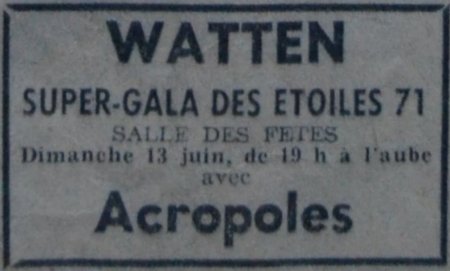 WATTEN
SUPER-GALA DES ETOILES 71
SALLE DES FETES
Dimanche 13 juin, de 19 h à l'aube
avec
Acropoles